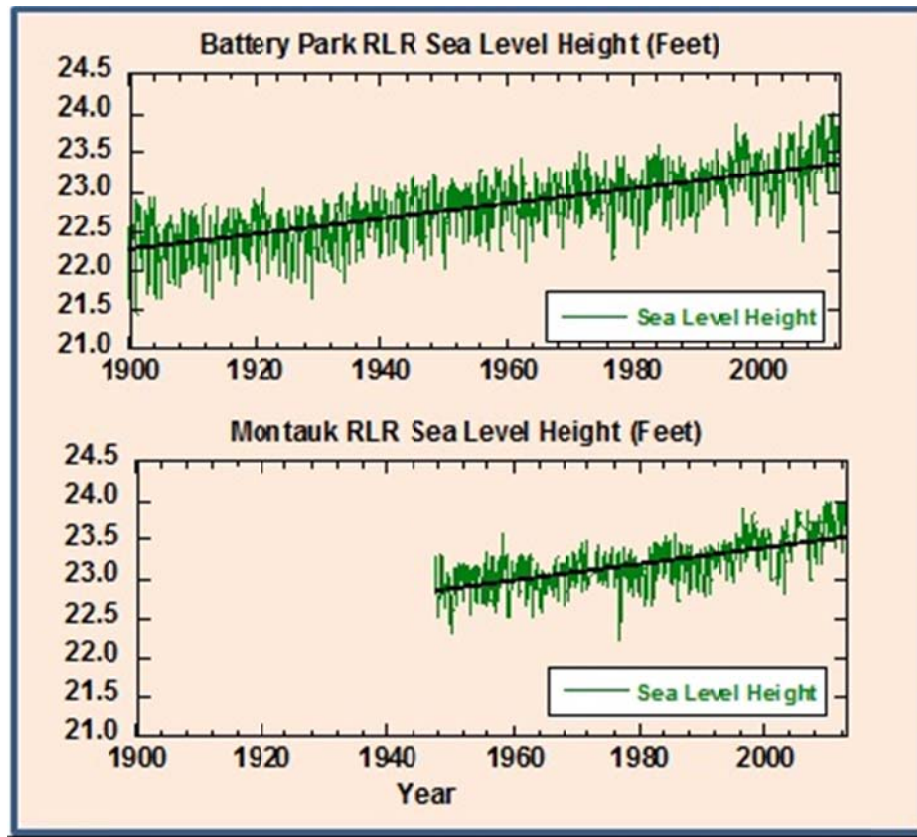 Battery Park RLR Sea Level Height (Feet)
24.5
24.0
23.5
23.0
22.5
22.0
21.5
21.0
Sea Level Height
1900 1920 1940 1960 1980 2000
Montauk RLR Sea Level Height (Feet)
24.5
24.0
23.5
23.0
22.5
22.0
21.5
21.0
Sea Level Height
1900 1920 1940 1960 1980 2000
Year